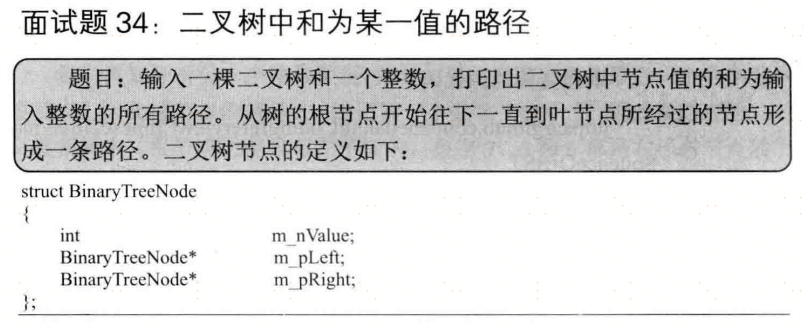 面试题 34：二叉树中和为某一值的路径
题目：输入一棵二叉树和一个整数，打印出二叉树中节点值的和为输
入整数的所有路径。从树的根节点开始往下一直到叶节点所经过的节点形
成一条路径。二叉树节点的定义如下：
struct BinaryTreeNode
{
int m_nValue;
BinaryTreeNode* m_pLeft;
BinaryTreeNode* m_pRight;
};